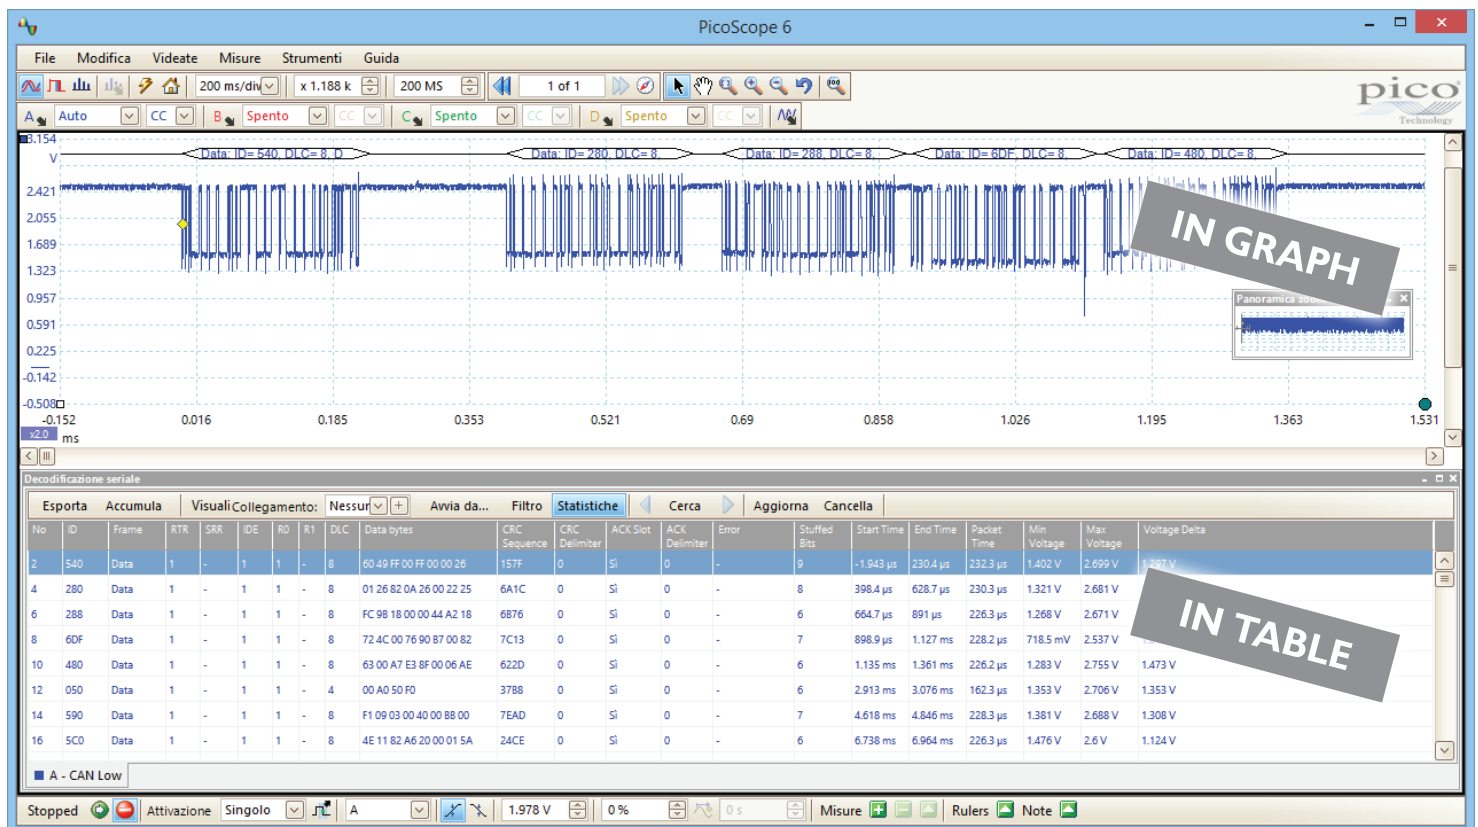 PicoScope 6
File Modifica Videate Misure Strumenti Guida
200 ms/div x 1.188 k 200 MS 1 of 1
pico
Technology
A Auto CC B Spento CC C Spento CC D Spento CC
3.154
V
Data: ID= 540, DLC= 8, D Data: ID= 280, DLC= 8, Data: ID= 288, DLC= 8, Data: ID= 6DF, DLC= 8, Data: ID= 480, DLC= 8,
2.421
2.055
1.689
1.323
0.957
0.591
0.225
-0.142
-0.508
IN GRAPH
Panoramica
-0.152 0.016 0.185 0.353 0.521 0.69 0.858 1.026 1.195 1.363 1.531
x2.0 ms
Decodificazione seriale
Esporta Accumula Visuali Collegamento: Nessur Avvia da... Filtro Statistiche Cerca Aggiorna Cancella
No ID Frame RTR SRR IDE R0 R1 DLC Data bytes CRC Sequence CRC Delimiter ACK Slot ACK Delimiter Error Stuffed Bits Start Time End Time Packet Time Min Voltage Max Voltage Voltage Delta
2 540 Data 1 - 1 1 - 8 60 49 FF 00 FF 00 00 26 157F 0 Sì 0 - 9 -1.943 µs 230.4 µs 232.3 µs 1.402 V 2.699 V 1.297 V
4 280 Data 1 - 1 1 - 8 01 26 82 0A 26 00 22 25 6A1C 0 Sì 0 - 8 398.4 µs 628.7 µs 230.3 µs 1.321 V 2.681 V
6 288 Data 1 - 1 1 - 8 FC 9B 18 00 00 44 A2 18 6B76 0 Sì 0 - 6 664.7 µs 891 µs 226.3 µs 1.268 V 2.671 V
8 6DF Data 1 - 1 1 - 8 72 4C 00 76 90 B7 00 82 7C13 0 Sì 0 - 7 898.9 µs 1.127 ms 228.2 µs 718.5 mV 2.537 V
10 480 Data 1 - 1 1 - 8 63 00 A7 E3 8F 00 06 AE 622D 0 Sì 0 - 6 1.135 ms 1.361 ms 226.2 µs 1.283 V 2.755 V 1.473 V
12 050 Data 1 - 1 1 - 4 00 A0 50 F0 37B8 0 Sì 0 - 6 2.913 ms 3.076 ms 162.3 µs 1.353 V 2.706 V 1.353 V
14 590 Data 1 - 1 1 - 8 F1 09 03 00 40 00 BB 00 7EAD 0 Sì 0 - 7 4.618 ms 4.846 ms 228.3 µs 1.381 V 2.688 V 1.308 V
16 5C0 Data 1 - 1 1 - 8 4E 11 82 A6 20 00 01 5A 24CE 0 Sì 0 - 6 6.738 ms 6.964 ms 226.3 µs 1.476 V 2.6 V 1.124 V
IN TABLE
A - CAN Low
Stopped Attivazione Singolo A 1.978 V 0 % 0 s Misure Rulers Note